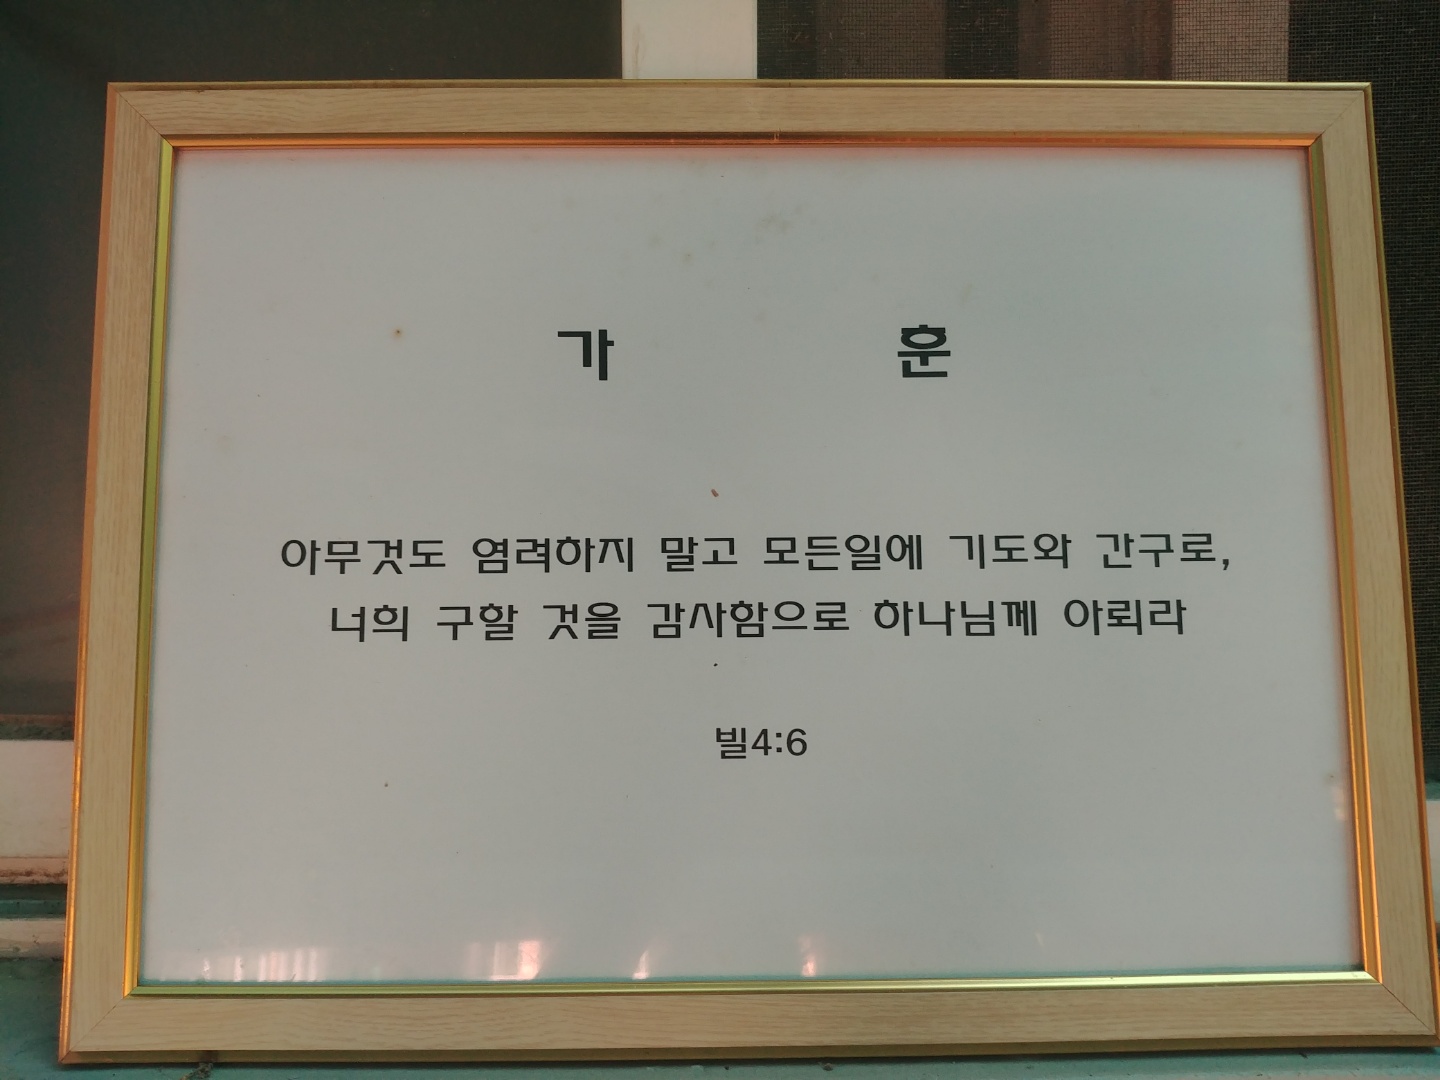 가 훈
아무것도 염려하지 말고 모든일에 기도와 간구로,
너희 구할 것을 감사함으로 하나님께 아뢰라
빌4:6